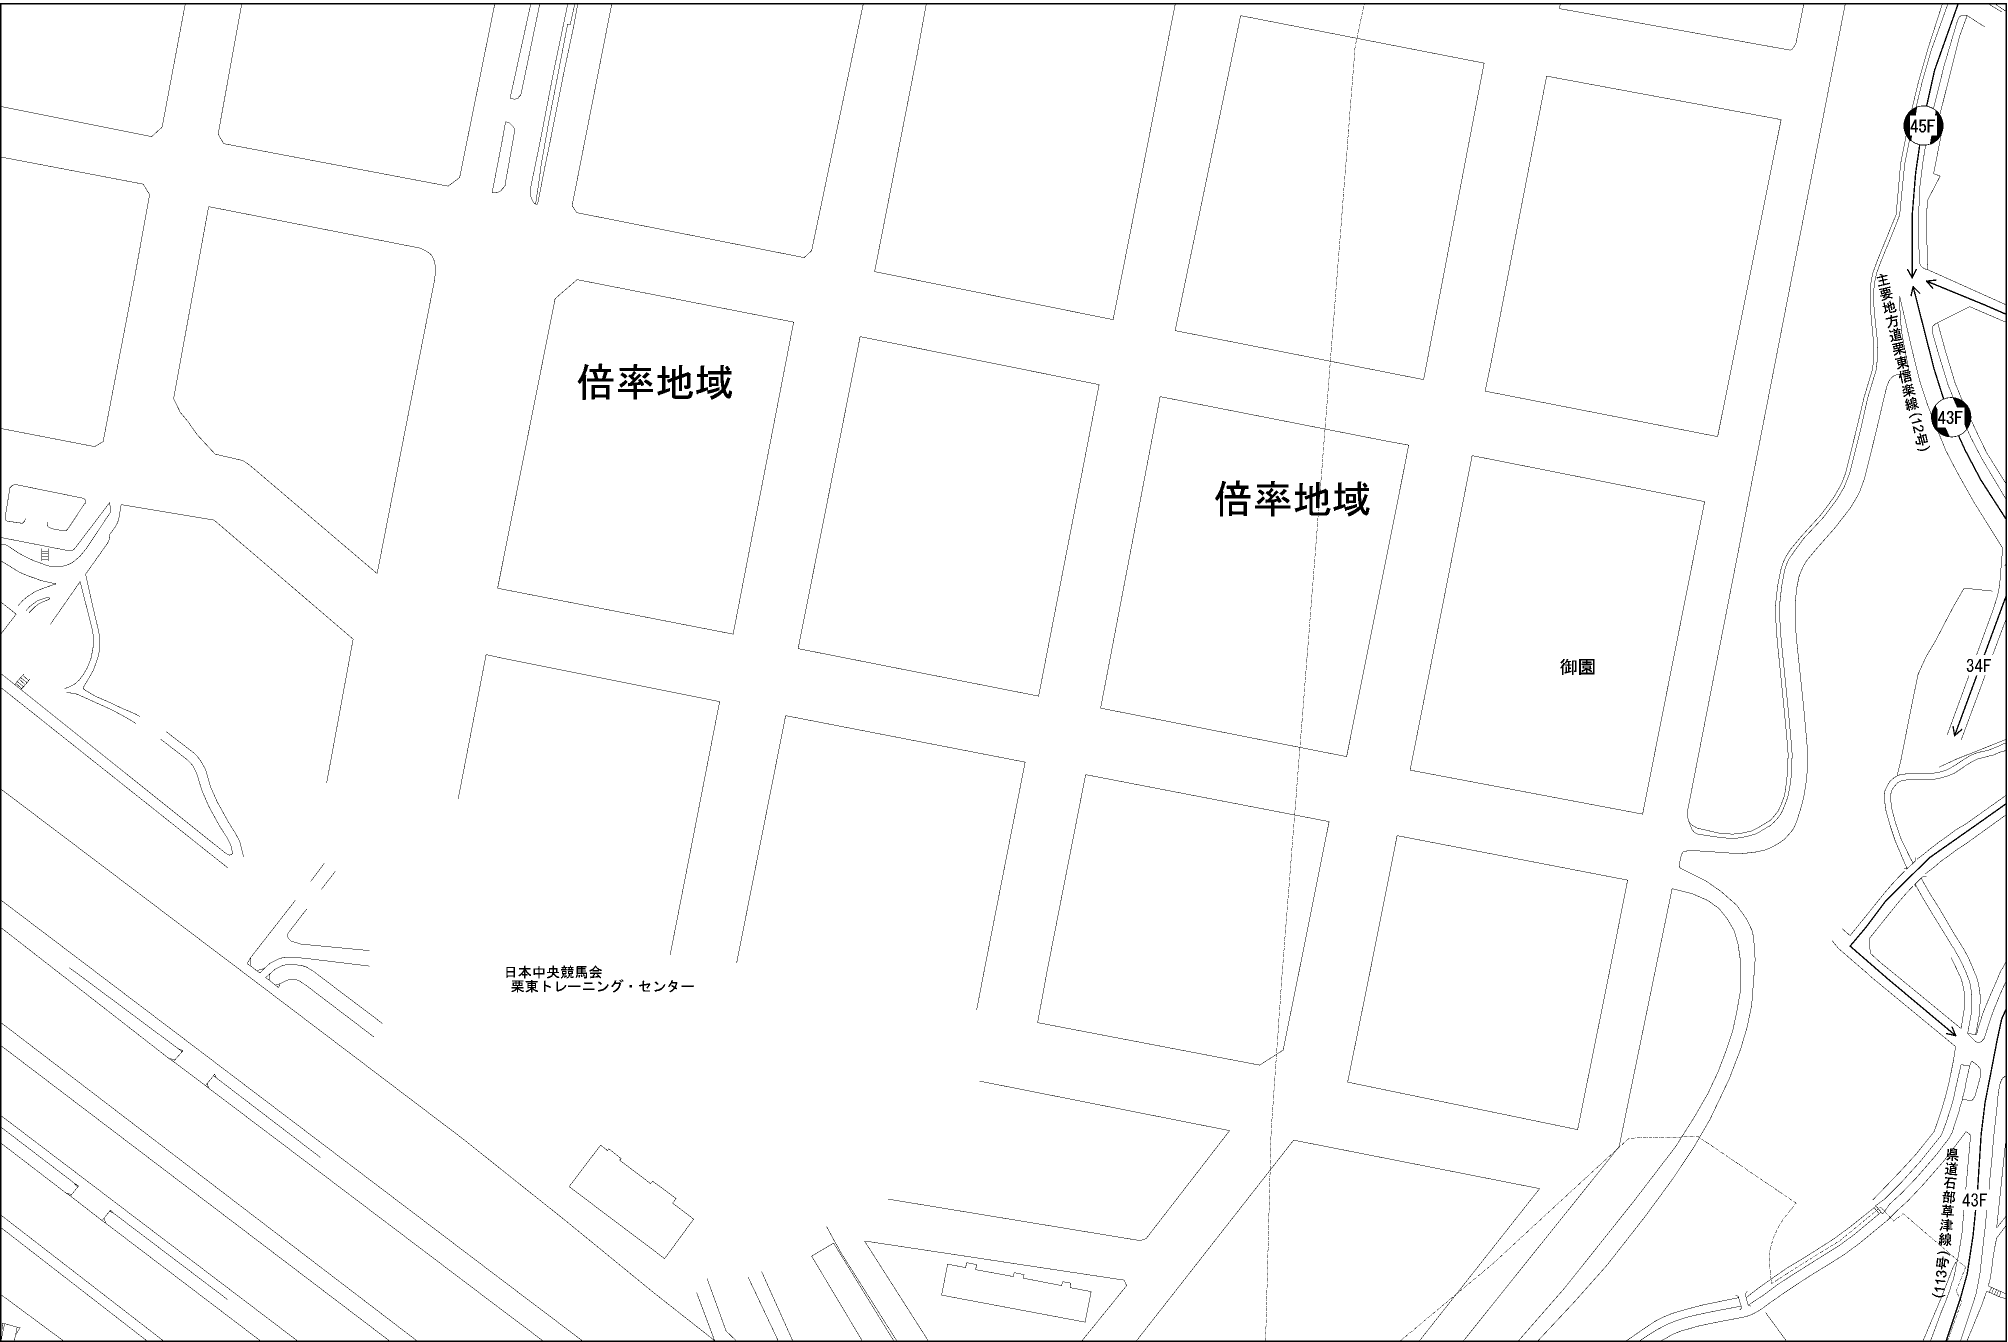 45F
主要地方道栗東信楽線(12号)
倍率地域
43F
倍率地域
御園
34F
日本中央競馬会
栗東トレーニング・センター
県道石部草津線(113号)
43F